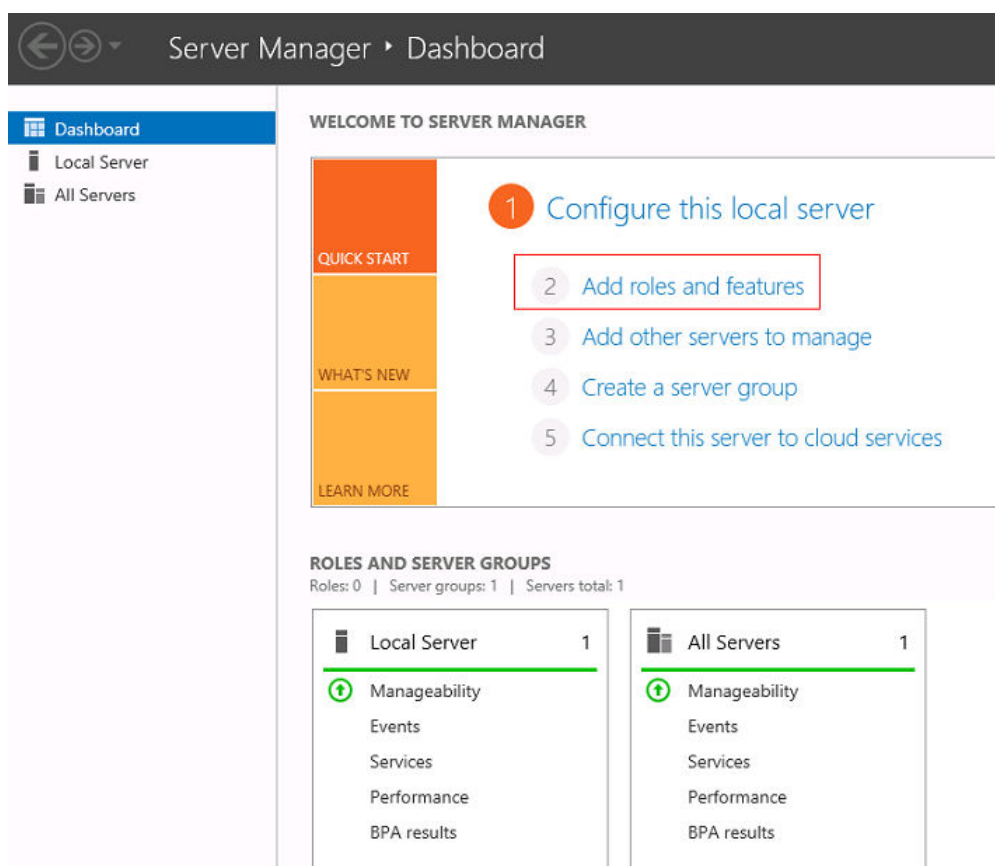 Server Manager ‣ Dashboard
Dashboard
Local Server
All Servers
WELCOME TO SERVER MANAGER
QUICK START
WHAT'S NEW
LEARN MORE
1 Configure this local server
2 Add roles and features
3 Add other servers to manage
4 Create a server group
5 Connect this server to cloud services
ROLES AND SERVER GROUPS
Roles: 0 | Server groups: 1 | Servers total: 1
Local Server 1
Manageability
Events
Services
Performance
BPA results
All Servers 1
Manageability
Events
Services
Performance
BPA results